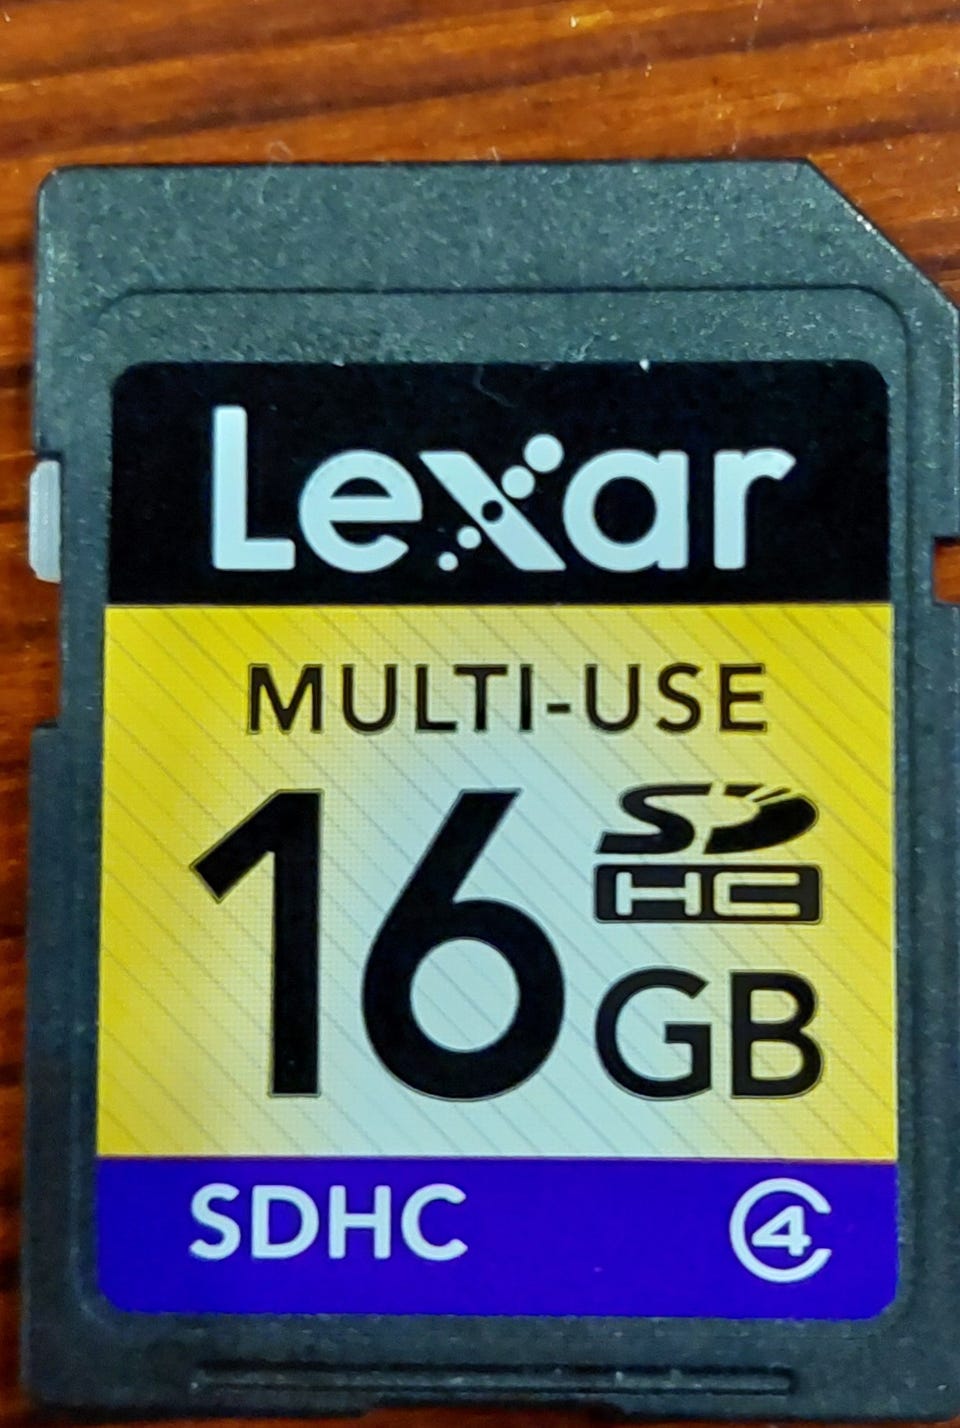 Lexar
MULTI-USE
16 GB
SD HC
SDHC 4